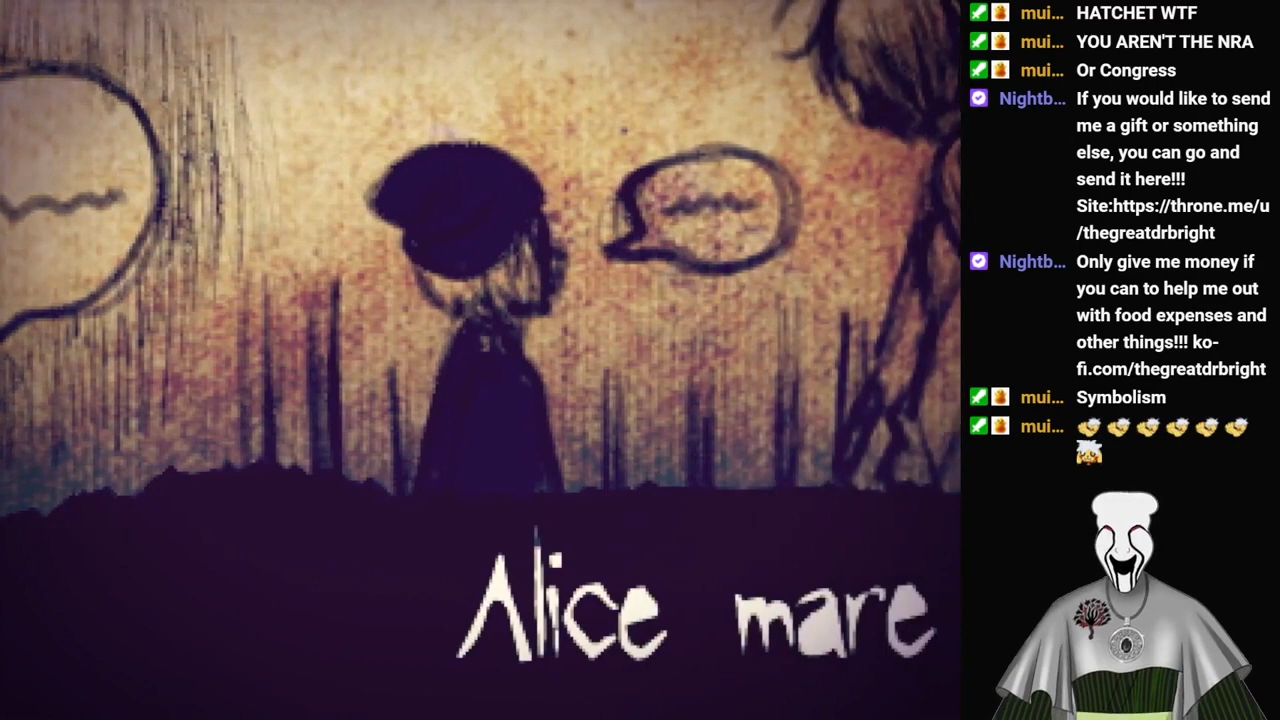 mui... HATCHET WTF
mui... YOU AREN'T THE NRA
mui... Or Congress
Nightb... If you would like to send
me a gift or something
else, you can go and
send it here!!!
Site:https://throne.me/u
/thegreatdrbright
Nightb... Only give me money if
you can to help me out
with food expenses and
other things!!! ko-
fi.com/thegreatdrbright
mui... Symbolism
mui...
Alice mare